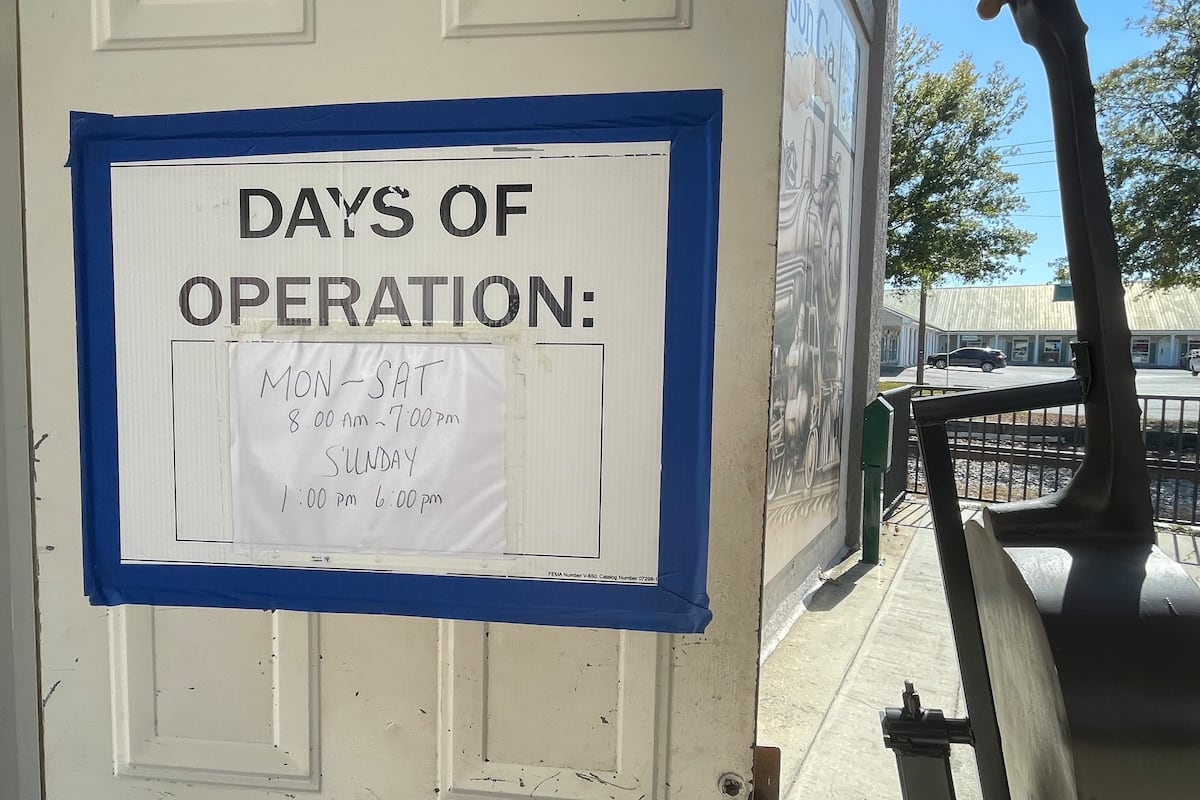 DAYS OF
OPERATION:
MON ~ SAT
8:00 AM ~ 7:00 pm
SUNDAY
1:00 pm 6:00 pm
FEMA Number V-650; Catalog Number 07298-1